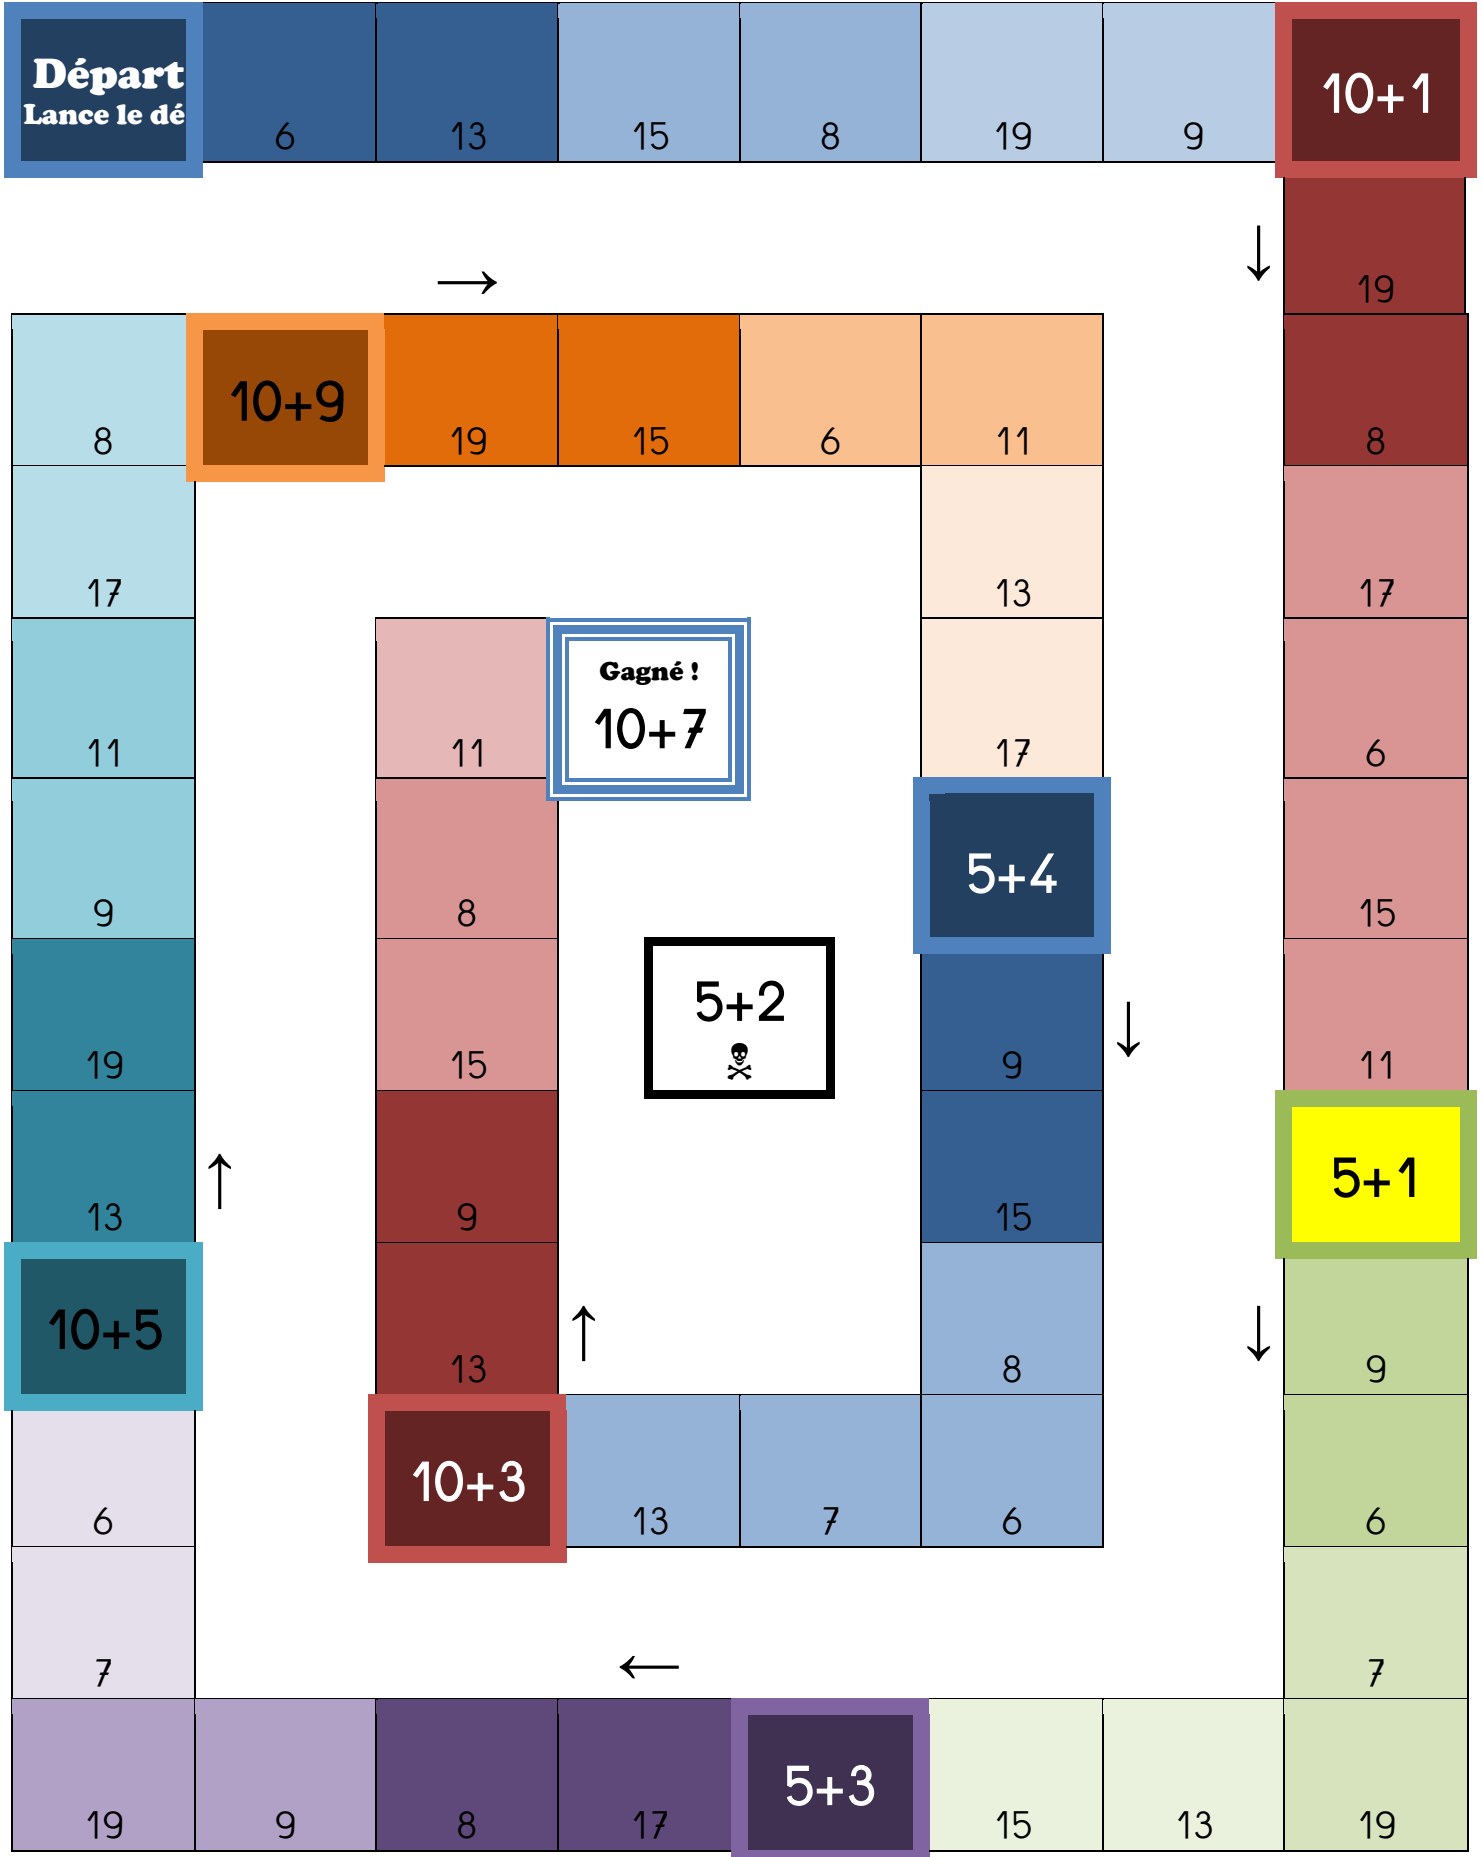 Départ
Lance le dé
6 13 15 8 19 9 10+1
↓ 19
→
8 10+9 19 15 6 11 8
17 13 17
Gagné !
10+7
11 11 17 6
9 8 5+4 15
5+2
☠
19 15 9 ↓ 11
13 ↑ 9 15 5+1
10+5 13 ↑ 8 ↓ 9
6 10+3 13 7 6 6
7 ← 7
19 9 8 17 5+3 15 13 19